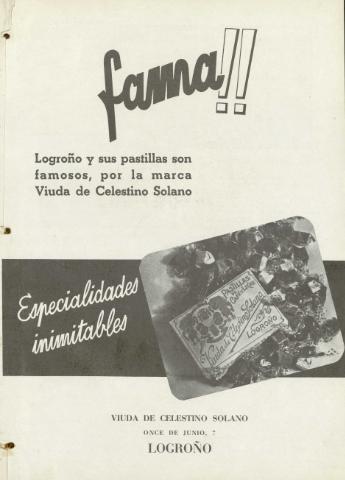 fama!!
Logroño y sus pastillas son
famosos, por la marca
Viuda de Celestino Solano
Especialidades
inimitables
PASTILLAS
Viuda de Celestino Solano
LOGROÑO
VIUDA DE CELESTINO SOLANO
ONCE DE JUNIO, 7
LOGROÑO